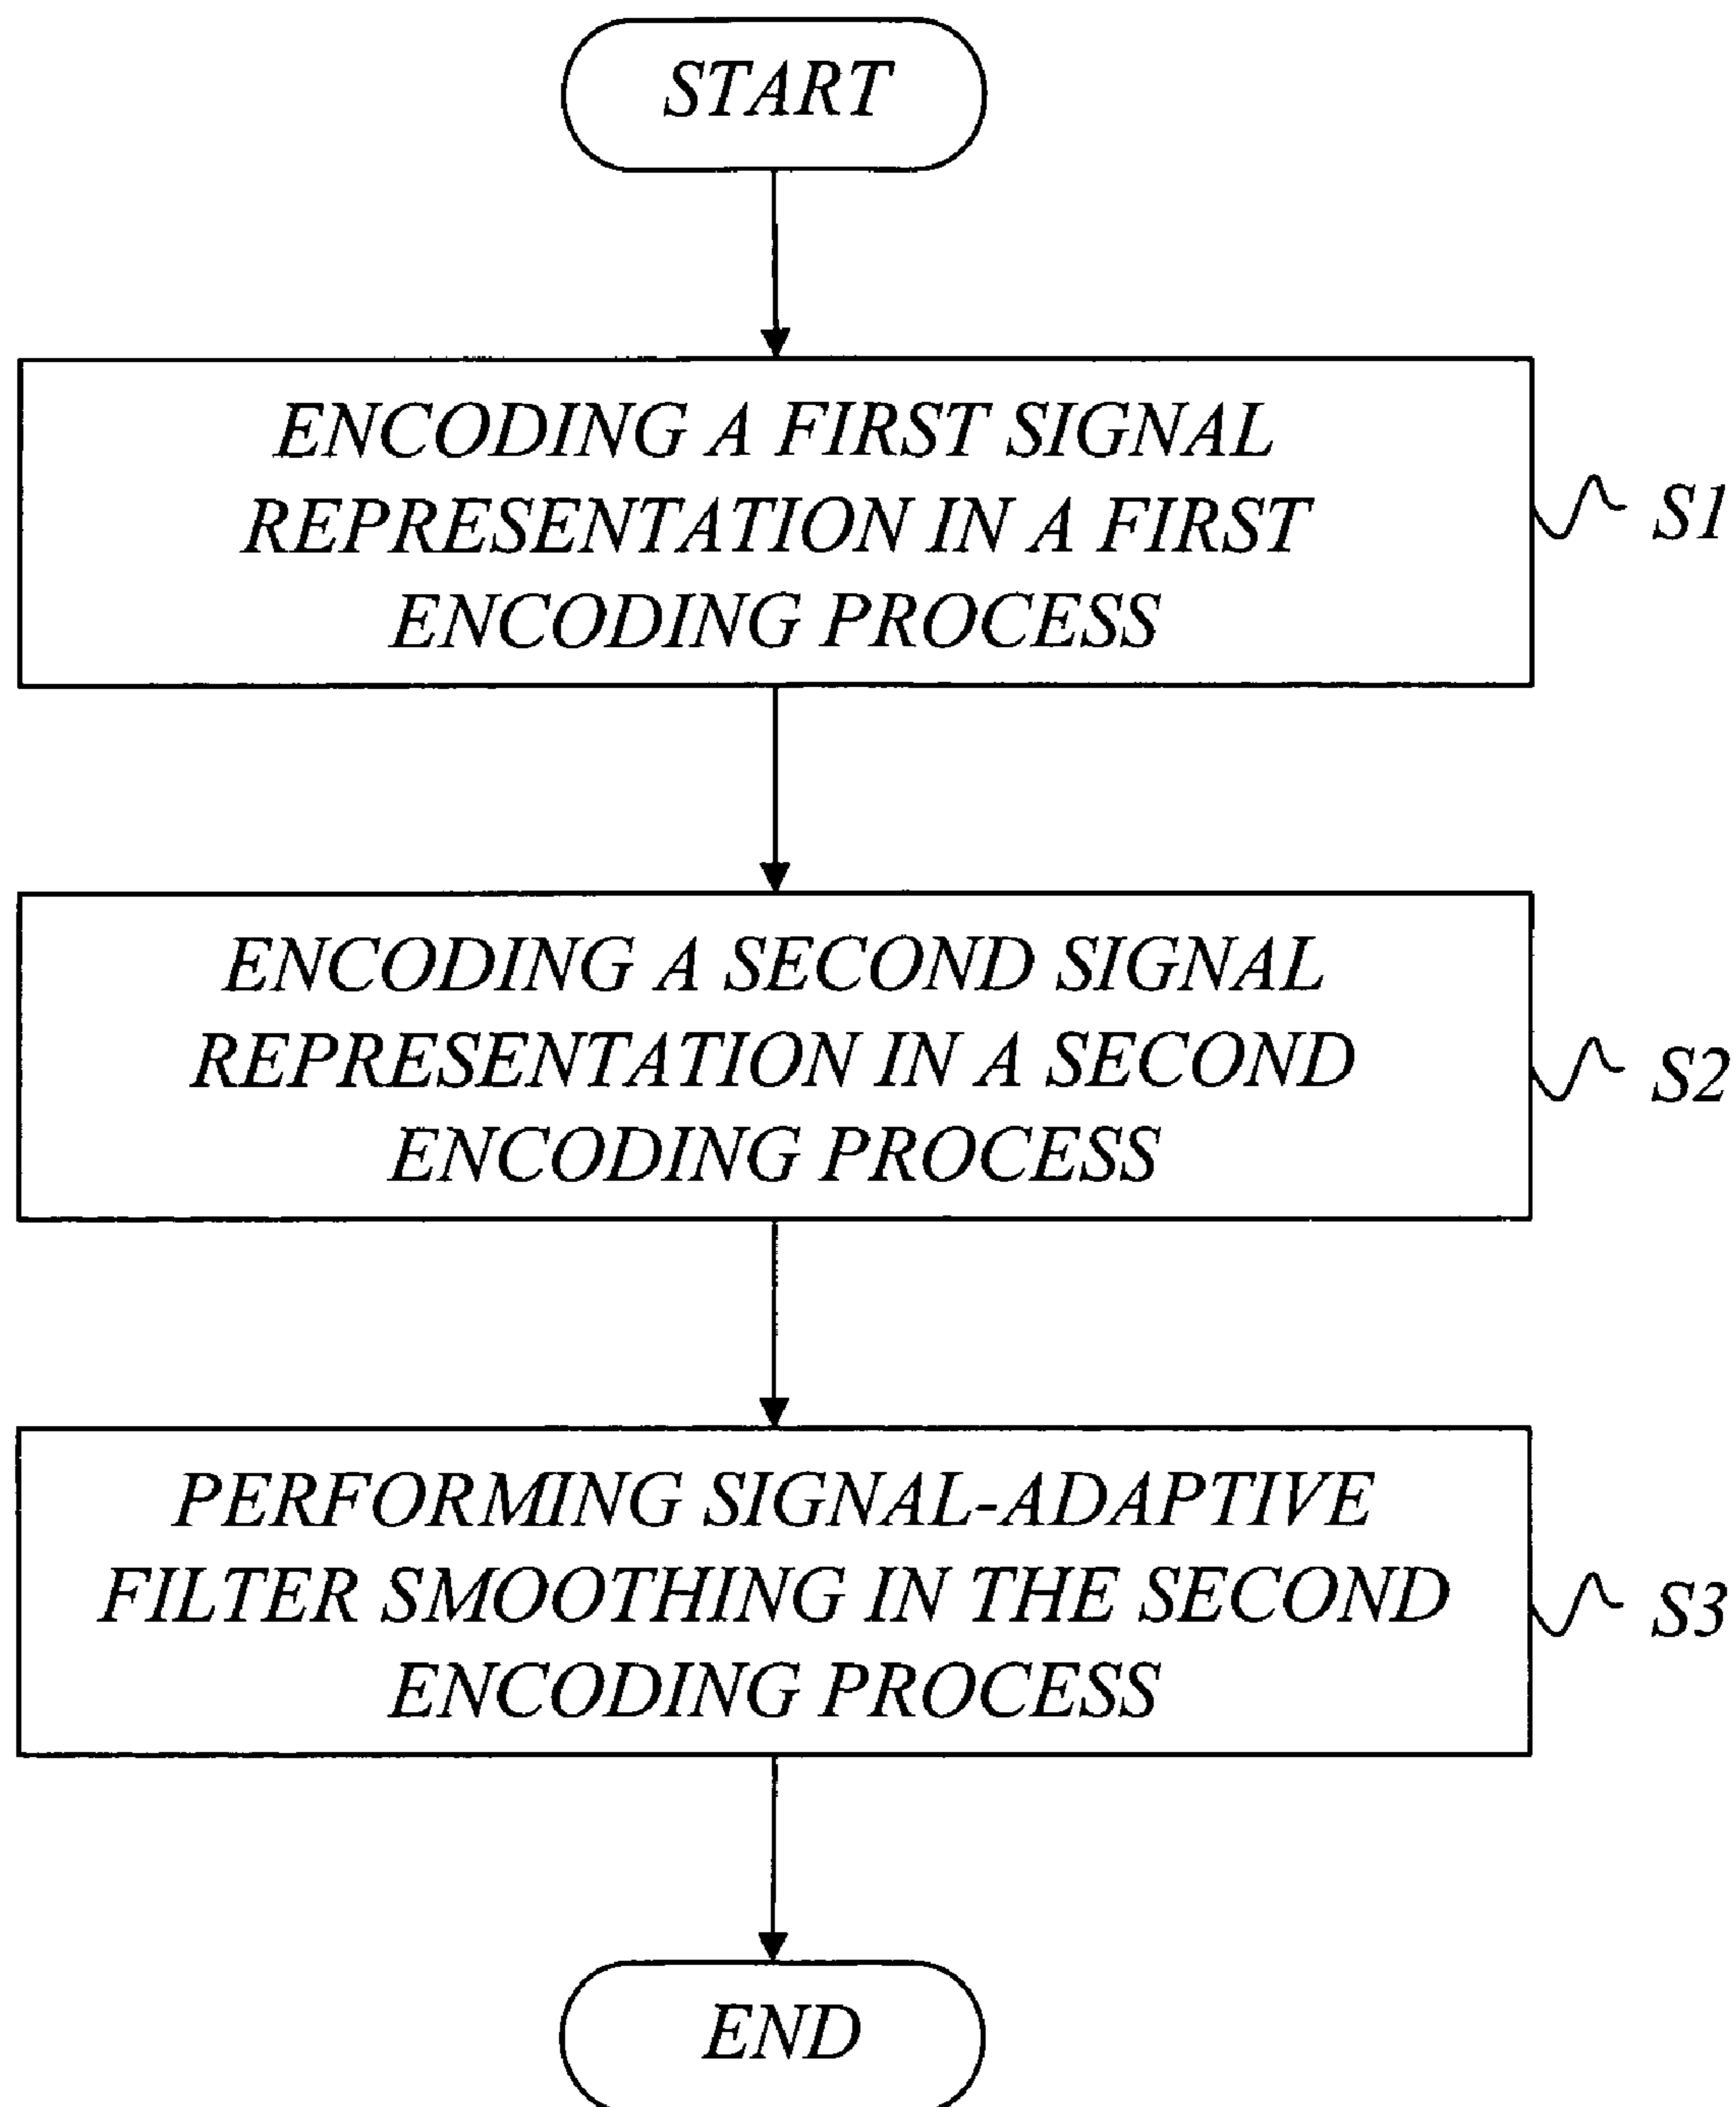 START
ENCODING A FIRST SIGNAL
REPRESENTATION IN A FIRST
ENCODING PROCESS
S1
ENCODING A SECOND SIGNAL
REPRESENTATION IN A SECOND
ENCODING PROCESS
S2
PERFORMING SIGNAL-ADAPTIVE
FILTER SMOOTHING IN THE SECOND
ENCODING PROCESS
S3
END